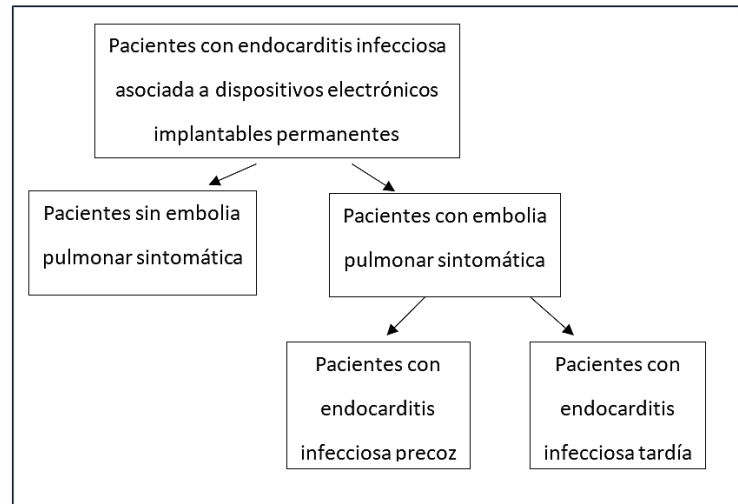 Pacientes con endocarditis infecciosa
asociada a dispositivos electrónicos
implantables permanentes
Pacientes sin embolia
pulmonar sintomática
Pacientes con embolia
pulmonar sintomática
Pacientes con
endocarditis
infecciosa precoz
Pacientes con
endocarditis
infecciosa tardía